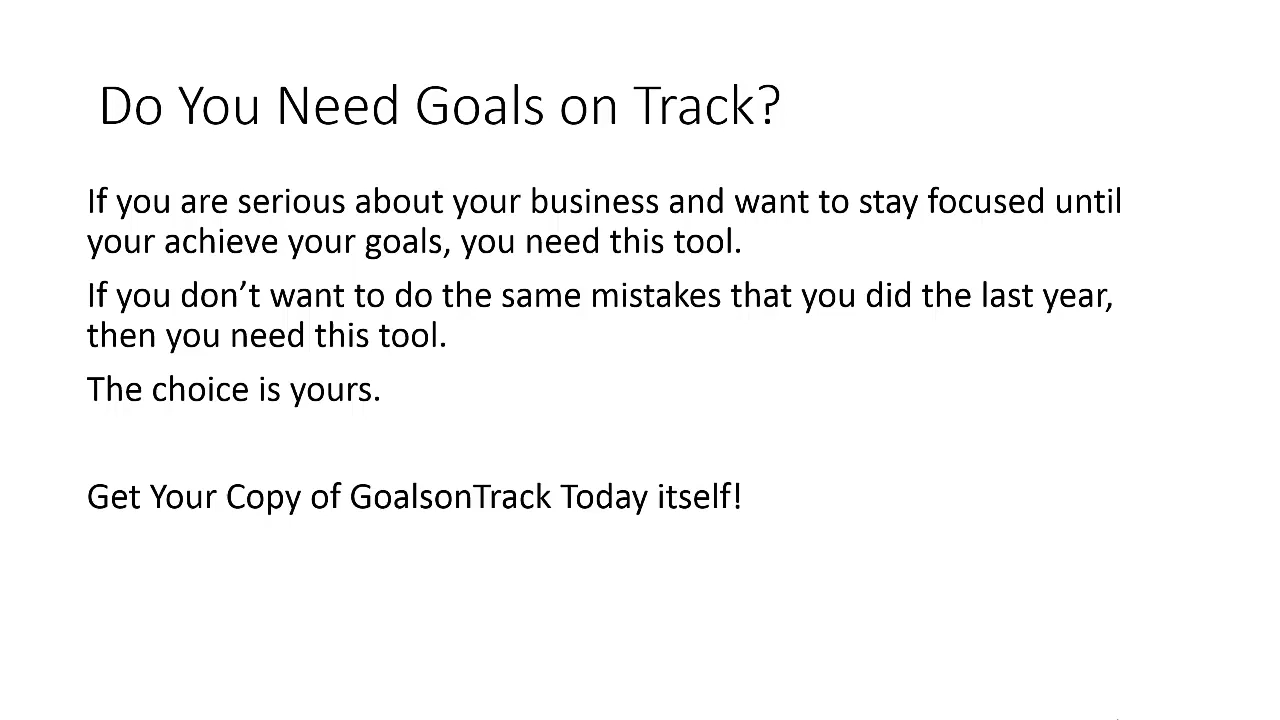 Do You Need Goals on Track?
If you are serious about your business and want to stay focused until
your achieve your goals, you need this tool.
If you don’t want to do the same mistakes that you did the last year,
then you need this tool.
The choice is yours.
Get Your Copy of GoalsonTrack Today itself!